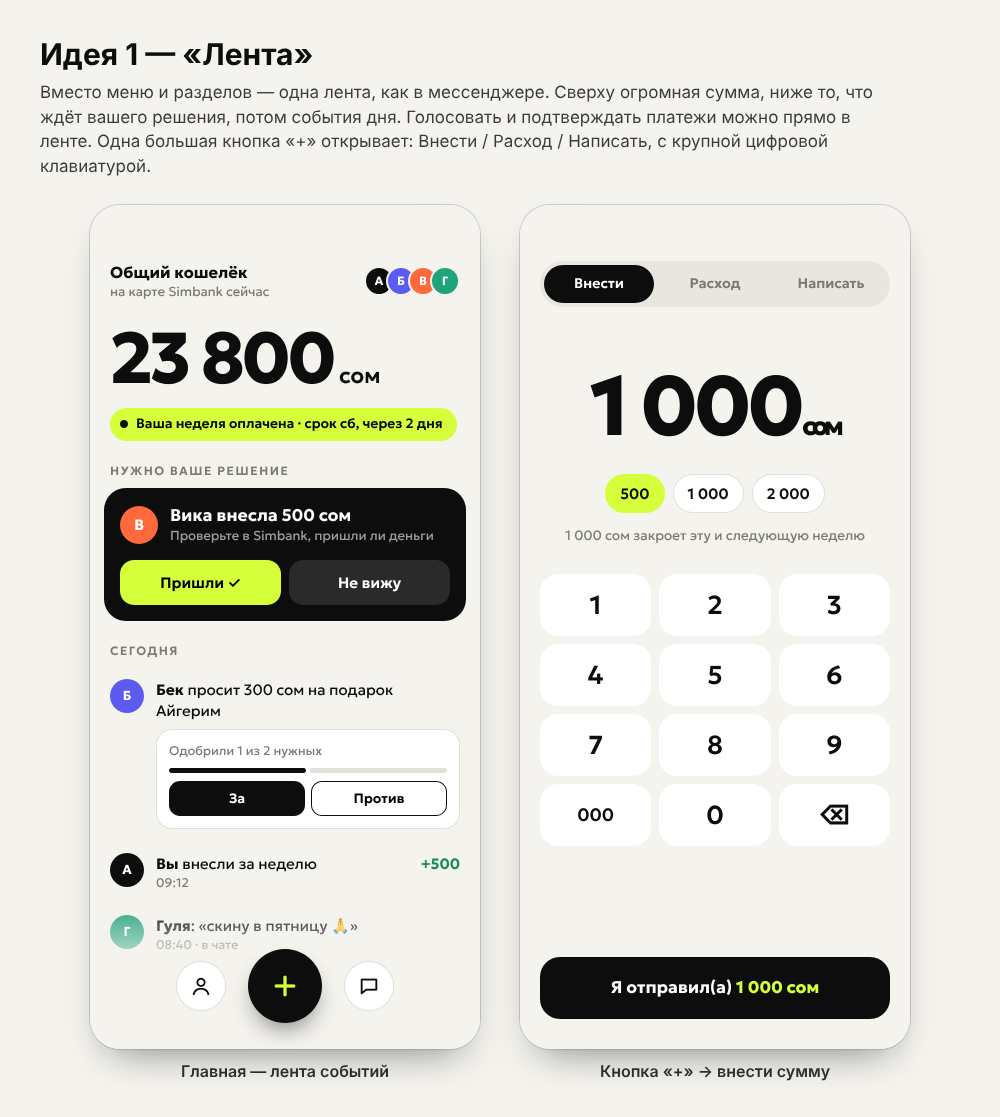 Идея 1 — «Лента»
Вместо меню и разделов — одна лента, как в мессенджере. Сверху огромная сумма, ниже то, что
ждёт вашего решения, потом события дня. Голосовать и подтверждать платежи можно прямо в
ленте. Одна большая кнопка «+» открывает: Внести / Расход / Написать, с крупной цифровой
клавиатурой.
Общий кошелёк
на карте Simbank сейчас
А Б В Г
23 800 сом
Ваша неделя оплачена · срок сб, через 2 дня
НУЖНО ВАШЕ РЕШЕНИЕ
В
Вика внесла 500 сом
Проверьте в Simbank, пришли ли деньги
Пришли ✓
Не вижу
СЕГОДНЯ
Б
Бек просит 300 сом на подарок
Айгерим
Одобрили 1 из 2 нужных
За
Против
А
Вы внесли за неделю
+500
09:12
Г
Гуля: «скину в пятницу 🙏»
08:40 · в чате
+
Главная — лента событий
Внести
Расход
Написать
1 000 сом
500
1 000
2 000
1 000 сом закроет эту и следующую неделю
1 2 3
4 5 6
7 8 9
000 0
Я отправил(а) 1 000 сом
Кнопка «+» → внести сумму